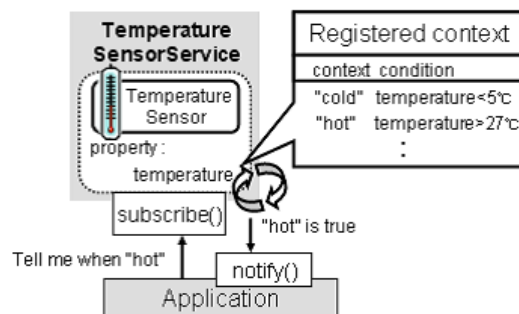 Temperature
SensorService
Temperature
Sensor
property :
temperature
subscribe()
Tell me when "hot"
"hot" is true
notify()
Application
Registered context
context condition
"cold" temperature<5℃
"hot" temperature>27℃
: